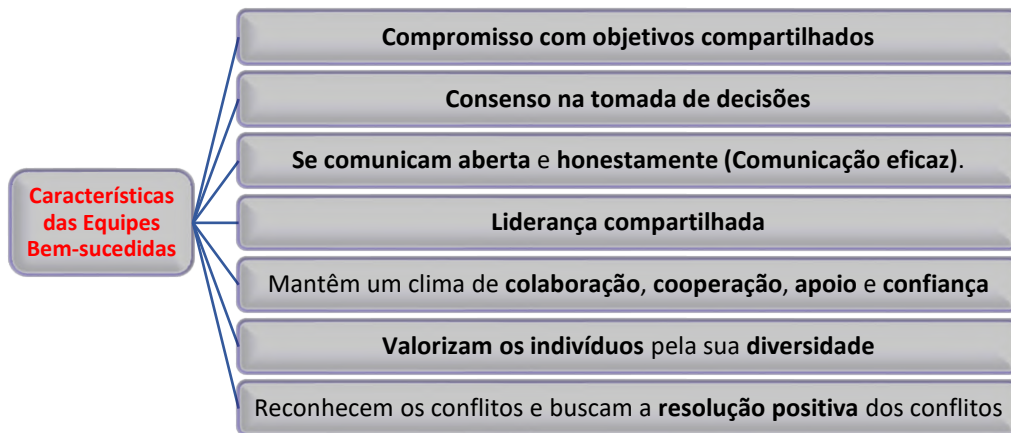 Compromisso com objetivos compartilhados
Consenso na tomada de decisões
Se comunicam aberta e honestamente (Comunicação eficaz).
Características
das Equipes
Bem-sucedidas
Liderança compartilhada
Mantêm um clima de colaboração, cooperação, apoio e confiança
Valorizam os indivíduos pela sua diversidade
Reconhecem os conflitos e buscam a resolução positiva dos conflitos